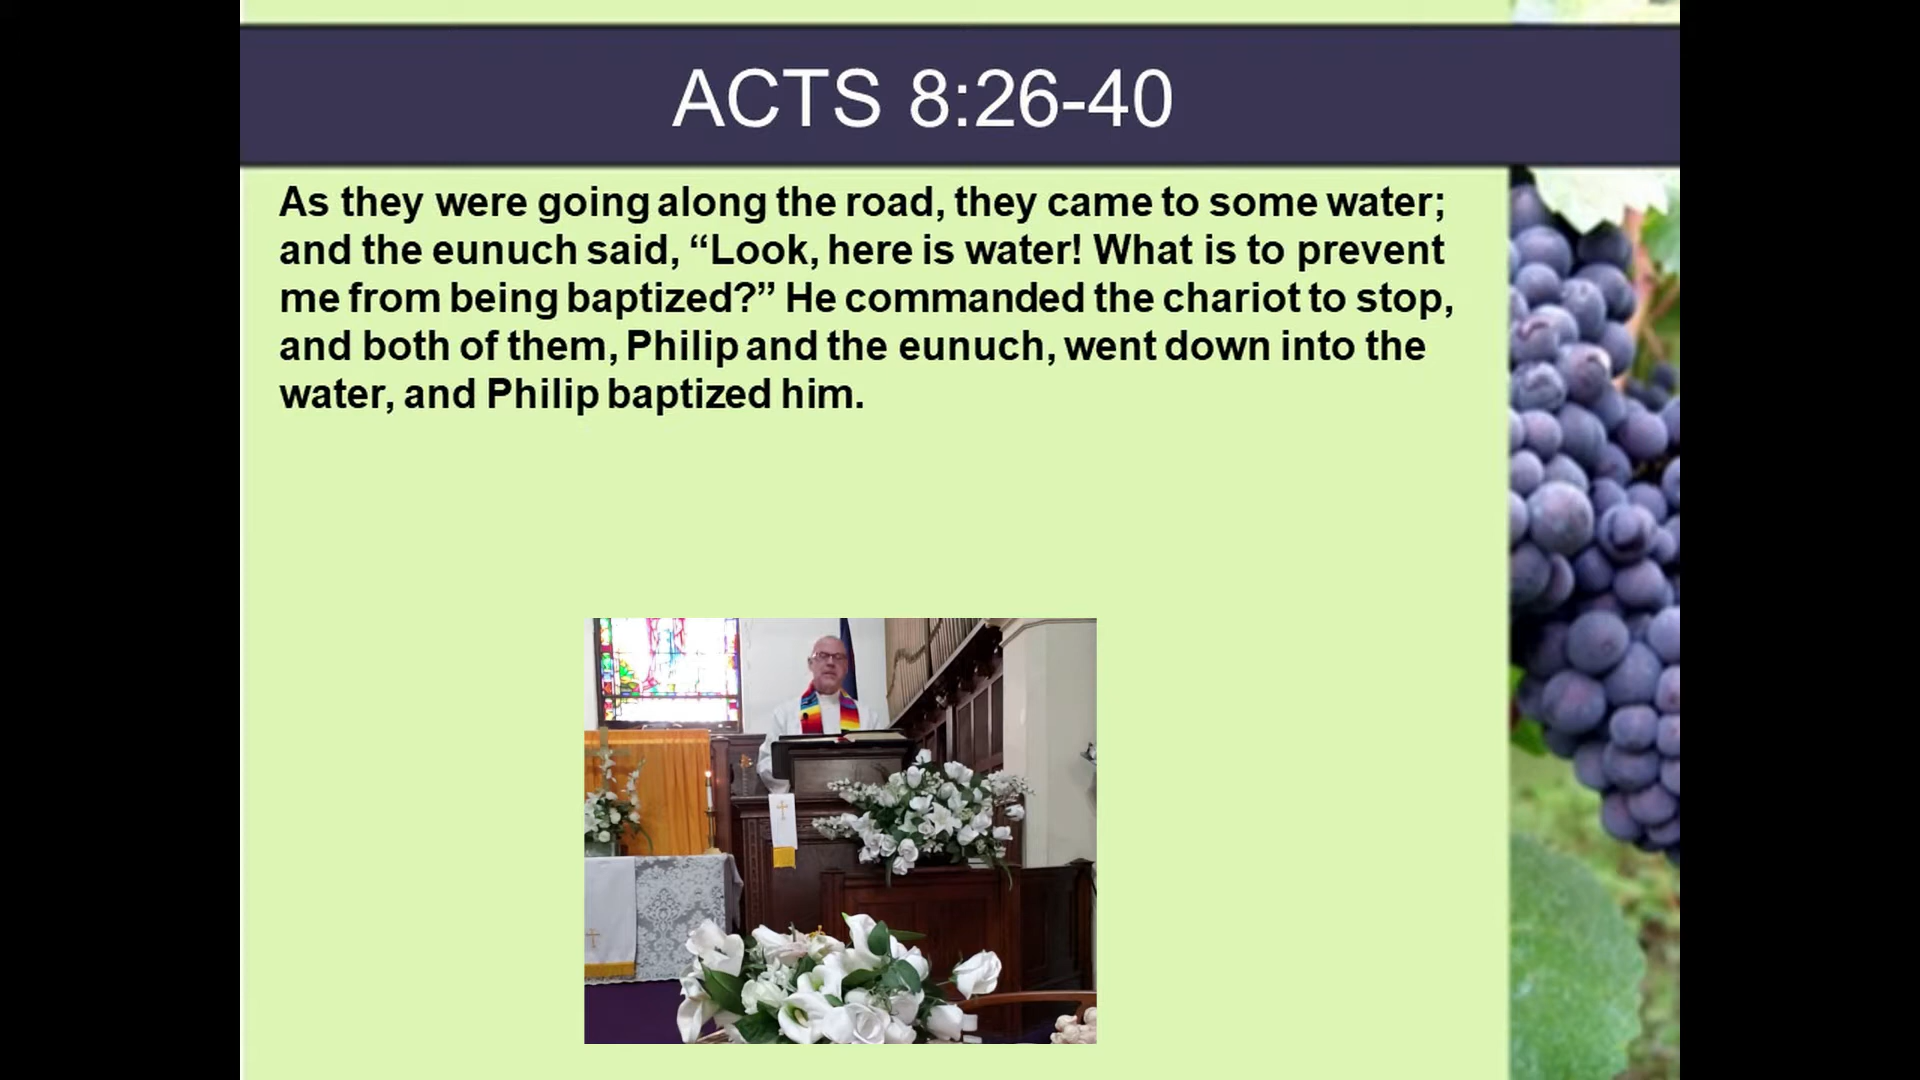 ACTS 8:26-40
As they were going along the road, they came to some water;
and the eunuch said, “Look, here is water! What is to prevent
me from being baptized?” He commanded the chariot to stop,
and both of them, Philip and the eunuch, went down into the
water, and Philip baptized him.